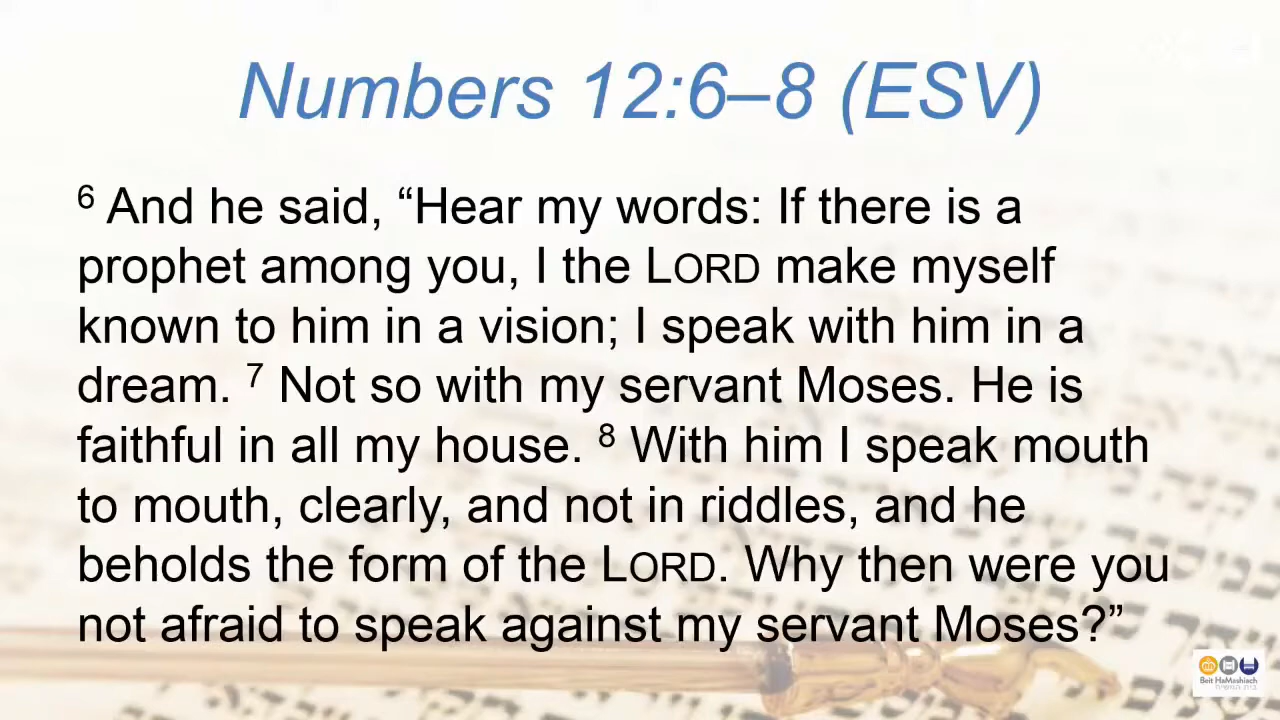 Numbers 12:6–8 (ESV)
6 And he said, “Hear my words: If there is a
prophet among you, I the LORD make myself
known to him in a vision; I speak with him in a
dream. 7 Not so with my servant Moses. He is
faithful in all my house. 8 With him I speak mouth
to mouth, clearly, and not in riddles, and he
beholds the form of the LORD. Why then were you
not afraid to speak against my servant Moses?”
Beit HaMashiach
בית המשיח